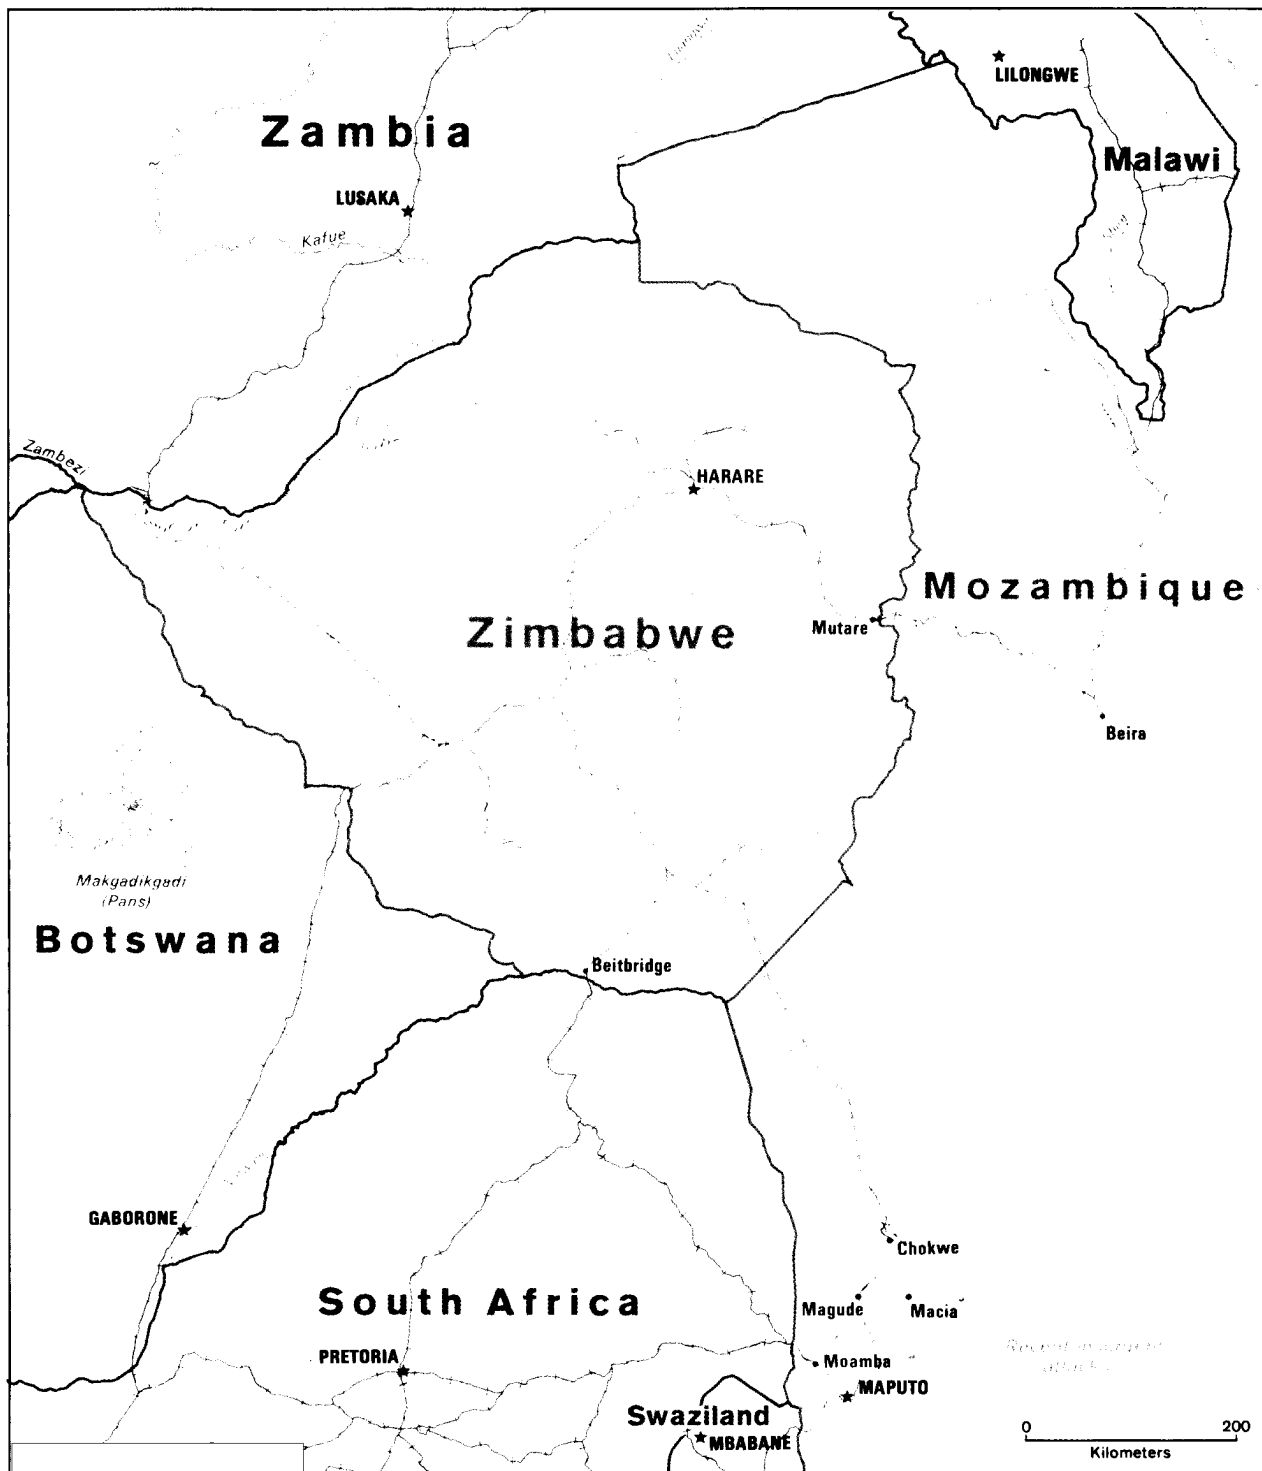 LILONGWE
Zambia
Malawi
LUSAKA
Kafue
Zambezi
HARARE
Mozambique
Zimbabwe
Mutare
Beira
Makgadikgadi
(Pans)
Botswana
Beitbridge
GABORONE
Chokwe
South Africa
Magude
Macia
PRETORIA
Moamba
MAPUTO
Swaziland
MBABANE
0 200
Kilometers